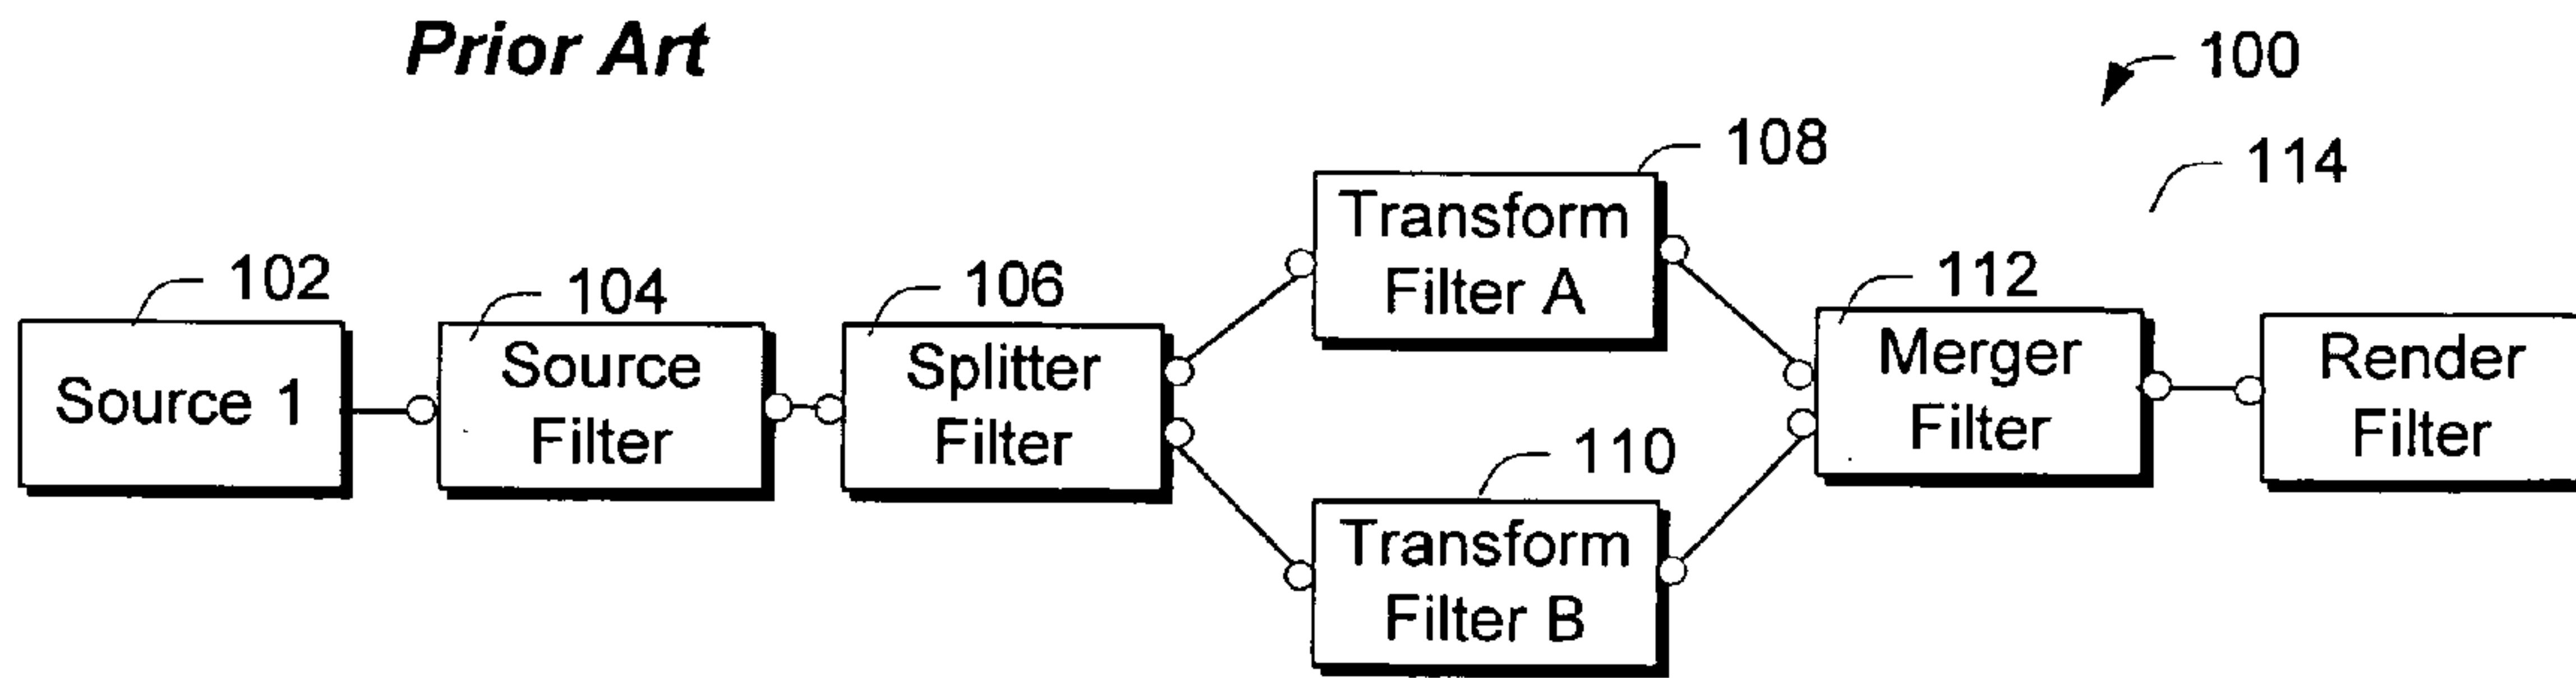 Prior Art
100
114
108
Transform
Filter A
102
Source 1
104
Source
Filter
106
Splitter
Filter
110
Transform
Filter B
112
Merger
Filter
Render
Filter